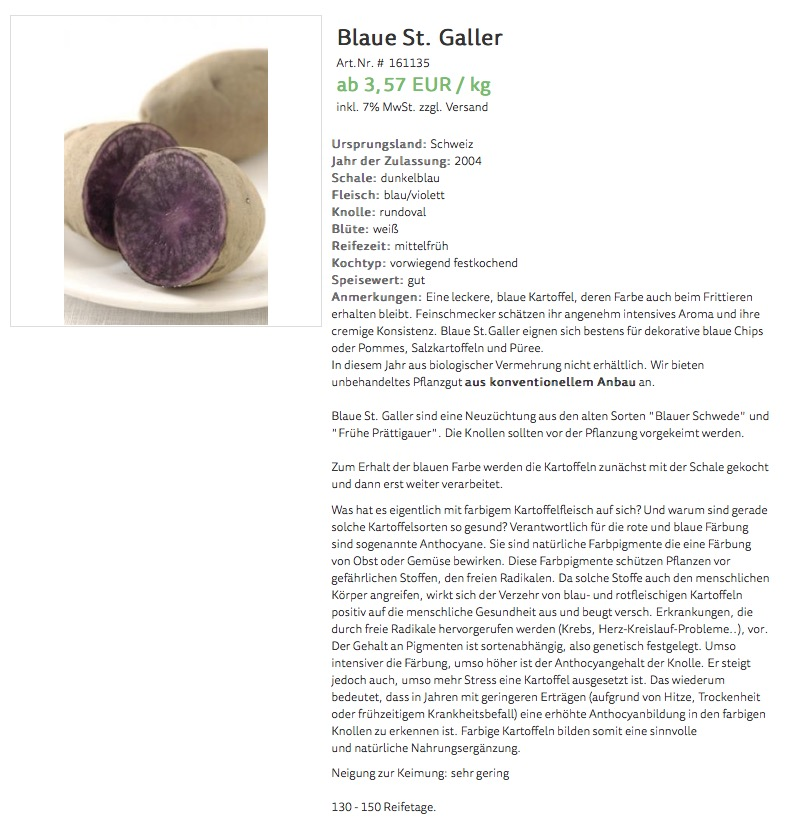 Blaue St. Galler
Art.Nr. # 161135
ab 3,57 EUR / kg
inkl. 7% MwSt. zzgl. Versand
Ursprungsland: Schweiz
Jahr der Zulassung: 2004
Schale: dunkelblau
Fleisch: blau/violett
Knolle: rundoval
Blüte: weiß
Reifezeit: mittelfrüh
Kochtyp: vorwiegend festkochend
Speisewert: gut
Anmerkungen: Eine leckere, blaue Kartoffel, deren Farbe auch beim Frittieren
erhalten bleibt. Feinschmecker schätzen ihr angenehm intensives Aroma und ihre
cremige Konsistenz. Blaue St.Galler eignen sich bestens für dekorative blaue Chips
oder Pommes, Salzkartoffeln und Püree.
In diesem Jahr aus biologischer Vermehrung nicht erhältlich. Wir bieten
unbehandeltes Pflanzgut aus konventionellem Anbau an.
Blaue St. Galler sind eine Neuzüchtung aus den alten Sorten "Blauer Schwede" und
"Frühe Prättigauer". Die Knollen sollten vor der Pflanzung vorgekeimt werden.
Zum Erhalt der blauen Farbe werden die Kartoffeln zunächst mit der Schale gekocht
und dann erst weiter verarbeitet.
Was hat es eigentlich mit farbigem Kartoffelfleisch auf sich? Und warum sind gerade
solche Kartoffelsorten so gesund? Verantwortlich für die rote und blaue Färbung
sind sogenannte Anthocyane. Sie sind natürliche Farbpigmente die eine Färbung
von Obst oder Gemüse bewirken. Diese Farbpigmente schützen Pflanzen vor
gefährlichen Stoffen, den freien Radikalen. Da solche Stoffe auch den menschlichen
Körper angreifen, wirkt sich der Verzehr von blau- und rotfleischigen Kartoffeln
positiv auf die menschliche Gesundheit aus und beugt versch. Erkrankungen, die
durch freie Radikale hervorgerufen werden (Krebs, Herz-Kreislauf-Probleme..), vor.
Der Gehalt an Pigmenten ist sortenabhängig, also genetisch festgelegt. Umso
intensiver die Färbung, umso höher ist der Anthocyangehalt der Knolle. Er steigt
jedoch auch, umso mehr Stress eine Kartoffel ausgesetzt ist. Das wiederum
bedeutet, dass in Jahren mit geringeren Erträgen (aufgrund von Hitze, Trockenheit
oder frühzeitigem Krankheitsbefall) eine erhöhte Anthocyanbildung in den farbigen
Knollen zu erkennen ist. Farbige Kartoffeln bilden somit eine sinnvolle
und natürliche Nahrungsergänzung.
Neigung zur Keimung: sehr gering
130 - 150 Reifetage.